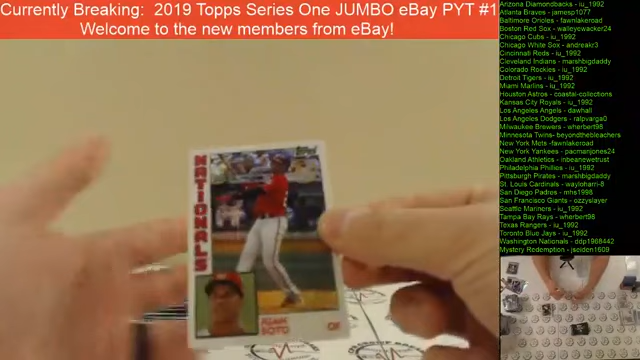 Currently Breaking: 2019 Topps Series One JUMBO eBay PYT #1
Welcome to the new members from eBay!
Arizona Diamondbacks - iu_1992
Atlanta Braves - jamesp1077
Baltimore Orioles - fawnlakeroad
Boston Red Sox - walleyewacker24
Chicago Cubs - iu_1992
Chicago White Sox - andreakr3
Cincinnati Reds - iu_1992
Cleveland Indians - marshbigdaddy
Colorado Rockies - iu_1992
Detroit Tigers - iu_1992
Miami Marlins - iu_1992
Houston Astros - coastal-collections
Kansas City Royals - iu_1992
Los Angeles Angels - dawhall
Los Angeles Dodgers - ralpvarga0
Milwaukee Brewers - wherbert98
Minnesota Twins- beyondthebleachers
New York Mets -fawnlakeroad
New York Yankees - pacmanjones24
Oakland Athletics - inbeanewetrust
Philadelphia Phillies - iu_1992
Pittsburgh Pirates - marshbigdaddy
St. Louis Cardinals - wayloharri-8
San Diego Padres - mhs1998
San Francisco Giants - ozzyslayer
Seattle Mariners - iu_1992
Tampa Bay Rays - wherbert98
Texas Rangers - iu_1992
Toronto Blue Jays - iu_1992
Washington Nationals - ddp1968442
Mystery Redemption - jseiden1609
Topps
NATIONALS
JUAN
SOTO
OF